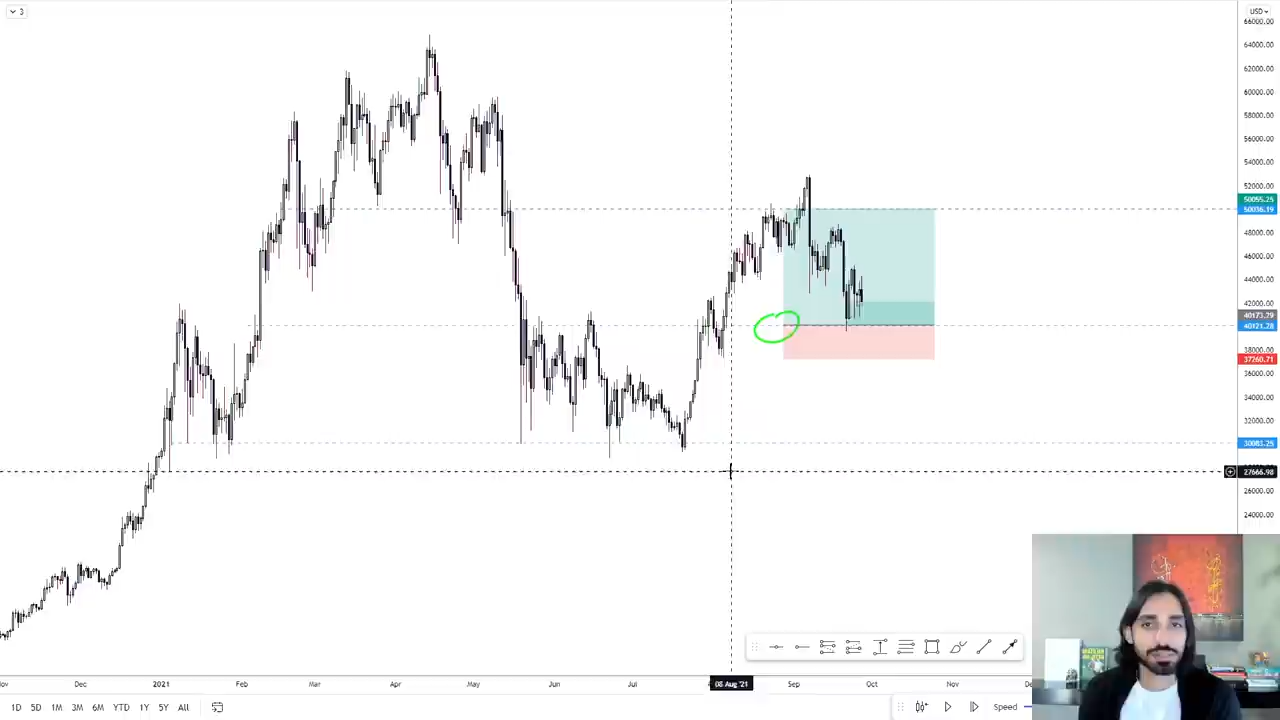 3
USD
66000.00
64000.00
62000.00
60000.00
58000.00
56000.00
54000.00
52000.00
50055.25
50036.19
48000.00
46000.00
44000.00
42000.00
40173.79
40121.28
38000.00
37260.71
36000.00
34000.00
32000.00
30083.25
27666.98
26000.00
24000.00
Dec
2021
Feb
Mar
Apr
May
Jun
Jul
08 Aug '21
Sep
Oct
Nov
1D 5D 1M 3M 6M YTD 1Y 5Y All
Speed